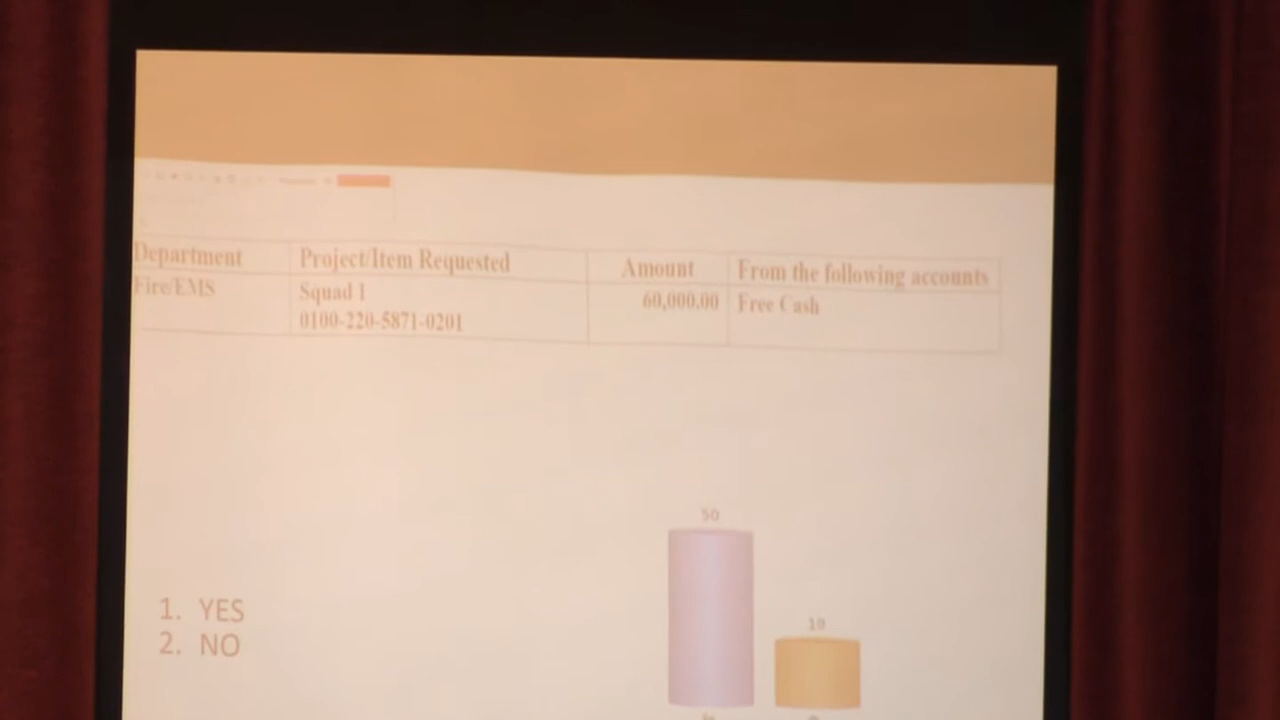 Department Project/Item Requested Amount From the following accounts
Fire/EMS Squad 1 60,000.00 Free Cash
0100-220-5871-0201
50
19
1. YES
2. NO